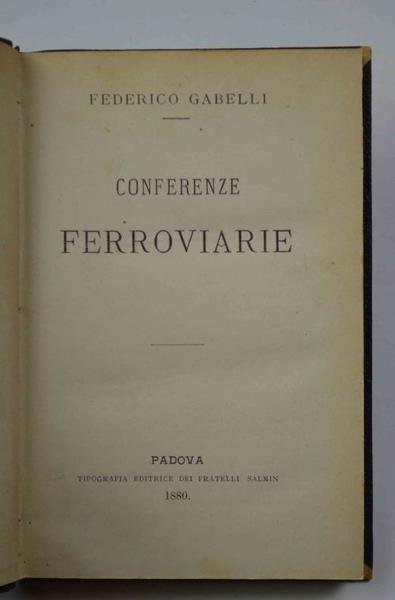 FEDERICO GABELLI
CONFERENZE
FERROVIARIE
PADOVA
TIPOGRAFIA EDITRICE DEI FRATELLI SALMIN
1880.